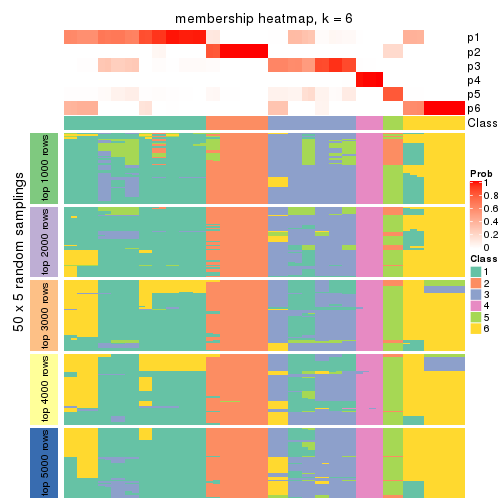 membership heatmap, k = 6
p1
p2
p3
p4
p5
p6
Class
50 x 5 random samplings
top 1000 rows
top 2000 rows
top 3000 rows
top 4000 rows
top 5000 rows
Prob
1
0.8
0.6
0.4
0.2
0
Class
1
2
3
4
5
6